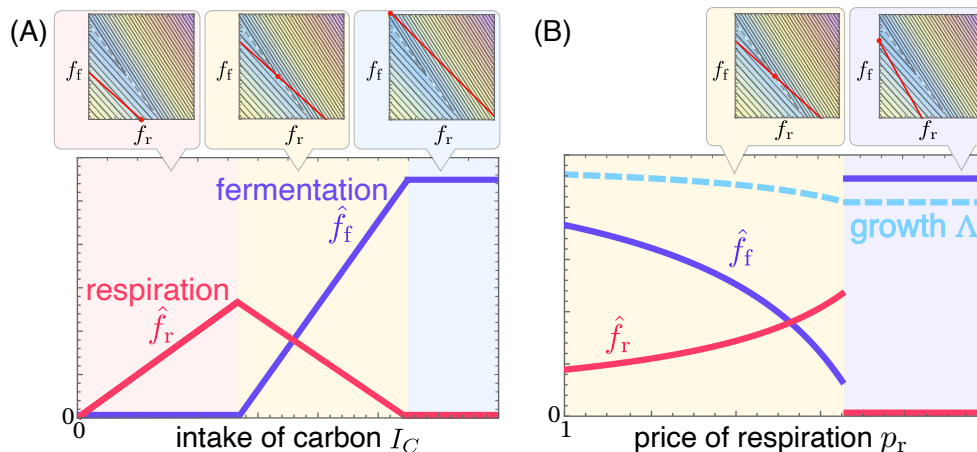 (A)
f_f
f_r
f_f
f_r
f_f
f_r
fermentation
f̂_f
respiration
f̂_r
0
0
intake of carbon I_C
(B)
f_f
f_r
f_f
f_r
growth Λ
f̂_f
f̂_r
0
1
price of respiration p_r